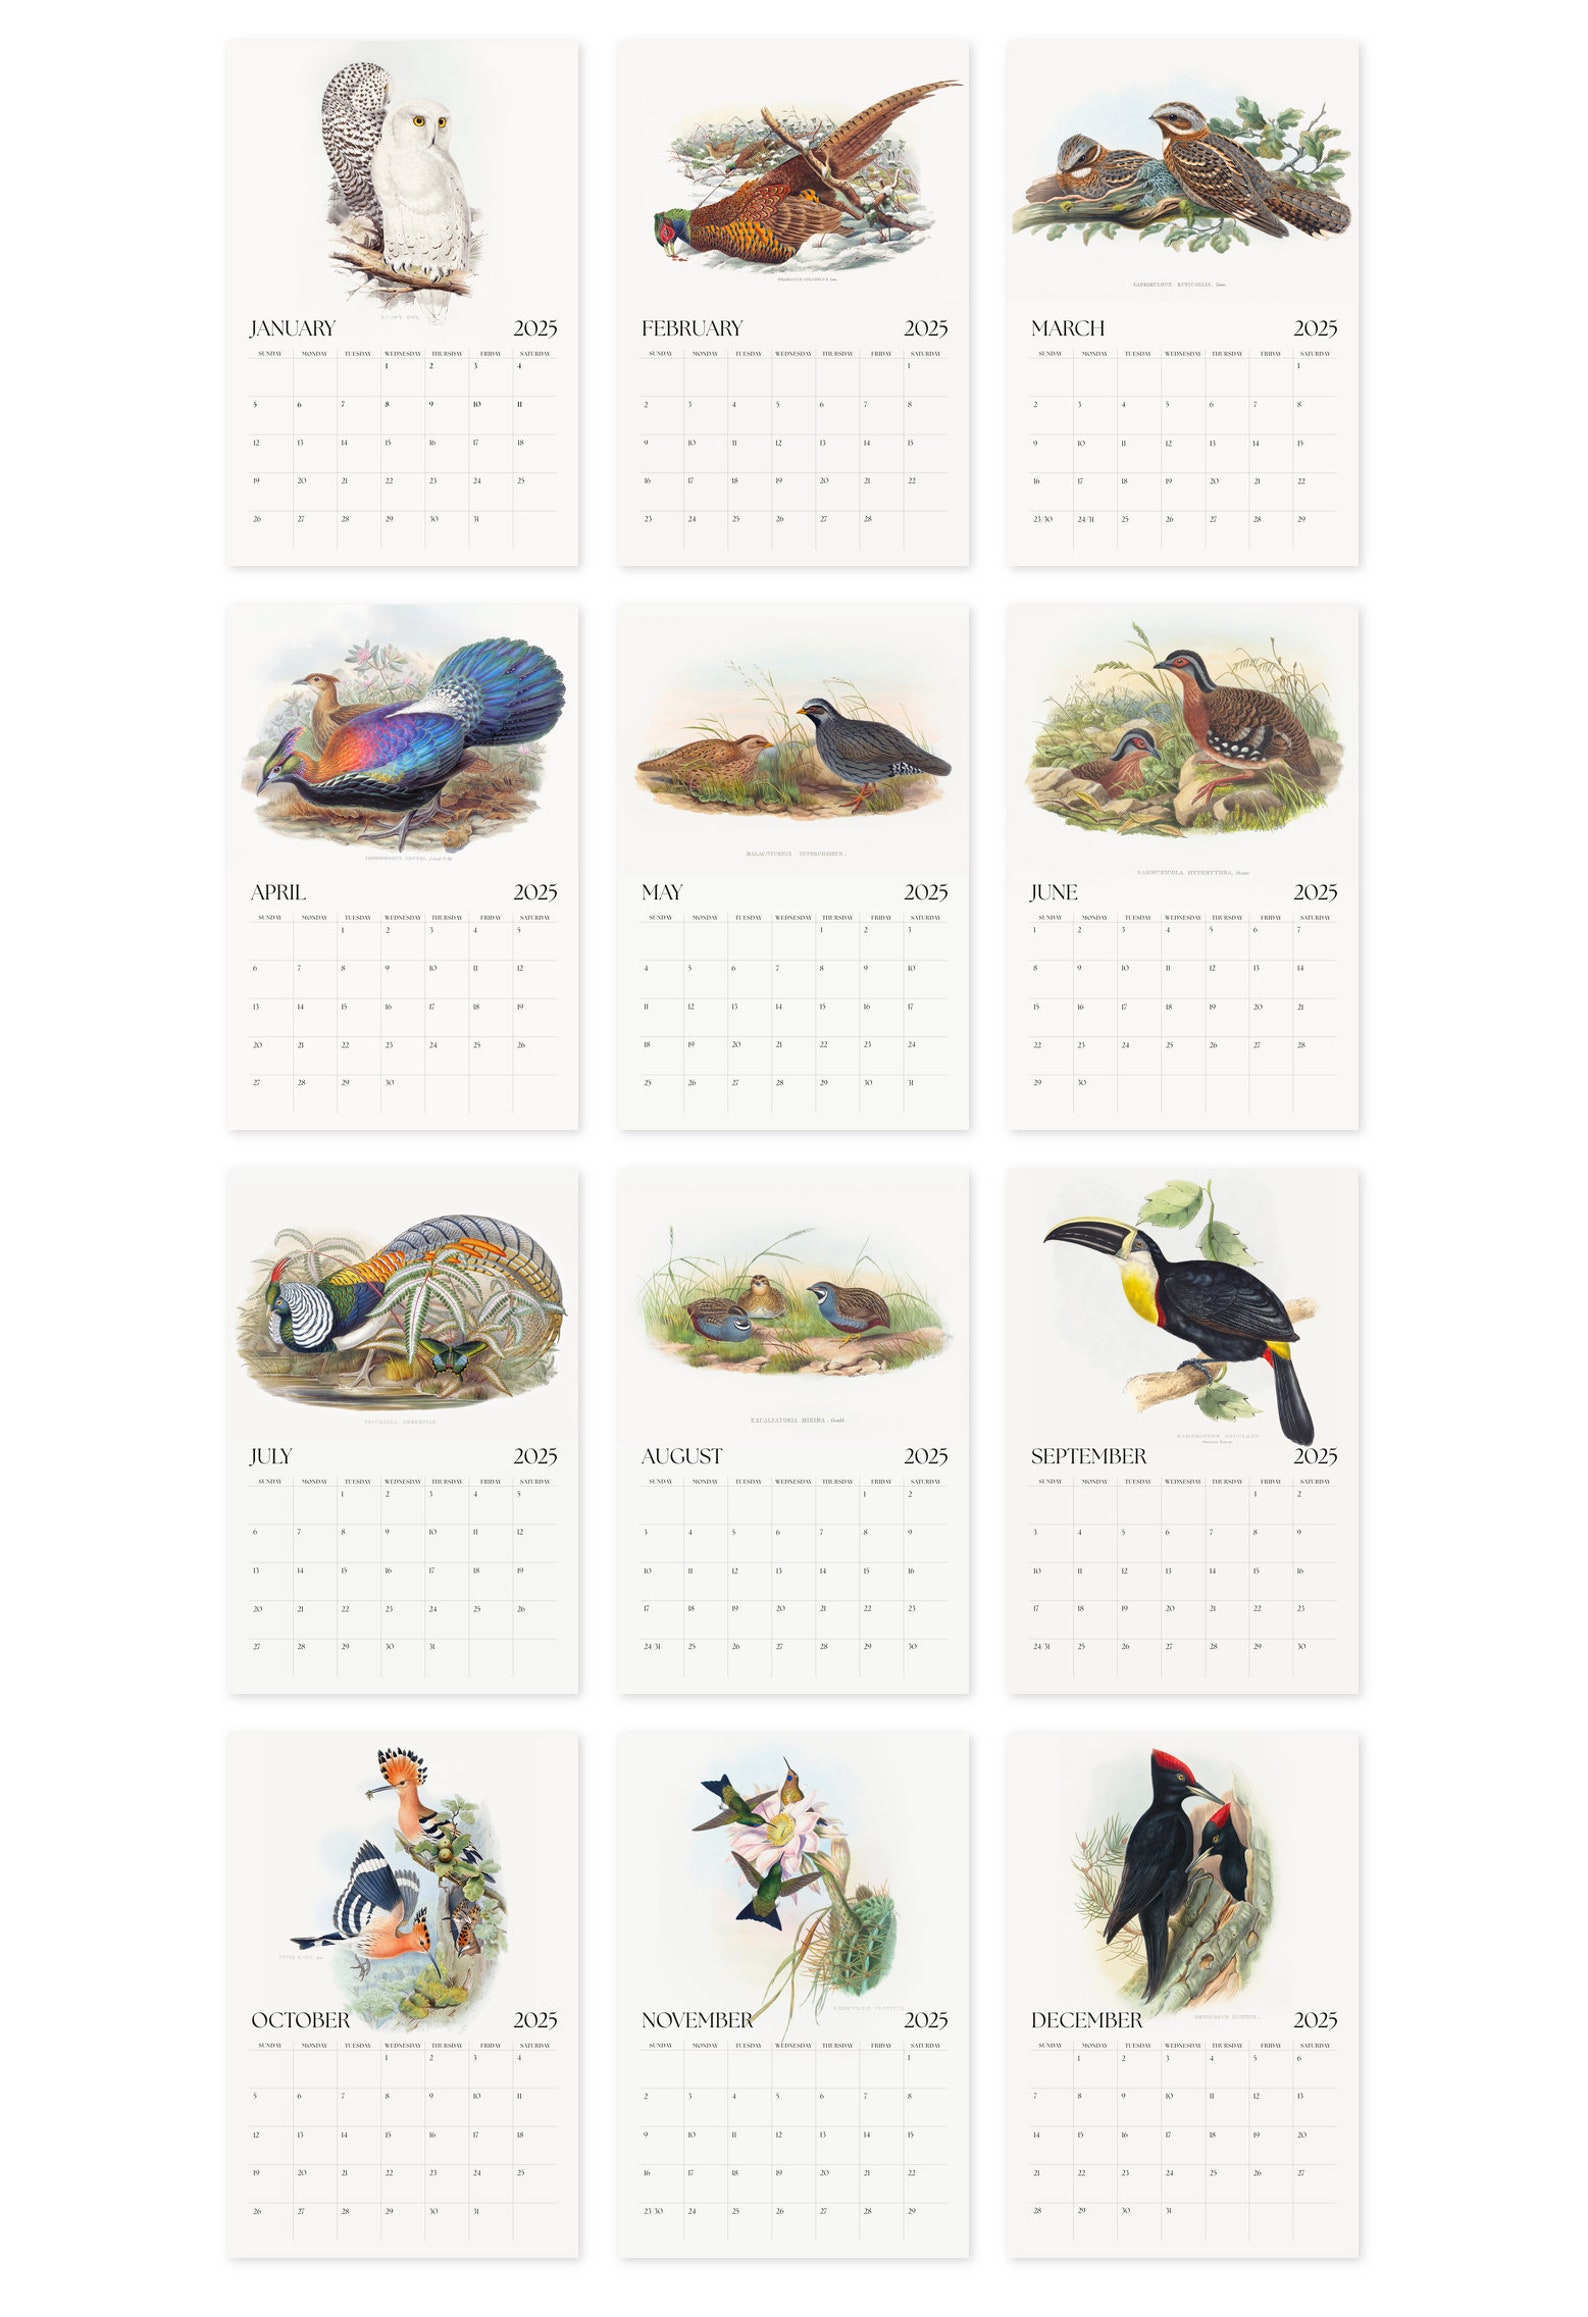 SNOWY OWL
JANUARY 2025
SUNDAY MONDAY TUESDAY WEDNESDAY THURSDAY FRIDAY SATURDAY
1 2 3 4
5 6 7 8 9 10 11
12 13 14 15 16 17 18
19 20 21 22 23 24 25
26 27 28 29 30 31
PHASIANUS COLCHICUS, Linn.
FEBRUARY 2025
SUNDAY MONDAY TUESDAY WEDNESDAY THURSDAY FRIDAY SATURDAY
1
2 3 4 5 6 7 8
9 10 11 12 13 14 15
16 17 18 19 20 21 22
23 24 25 26 27 28
CAPRIMULGUS RUFICOLLIS, Temm.
MARCH 2025
SUNDAY MONDAY TUESDAY WEDNESDAY THURSDAY FRIDAY SATURDAY
1
2 3 4 5 6 7 8
9 10 11 12 13 14 15
16 17 18 19 20 21 22
23/30 24/31 25 26 27 28 29
LOPHOPHORUS
APRIL 2025
SUNDAY MONDAY TUESDAY WEDNESDAY THURSDAY FRIDAY SATURDAY
1 2 3 4 5
6 7 8 9 10 11 12
13 14 15 16 17 18 19
20 21 22 23 24 25 26
27 28 29 30
MALACOTURNIX SUPERCILIOSUS.
MAY 2025
SUNDAY MONDAY TUESDAY WEDNESDAY THURSDAY FRIDAY SATURDAY
1 2 3
4 5 6 7 8 9 10
11 12 13 14 15 16 17
18 19 20 21 22 23 24
25 26 27 28 29 30 31
BAMBUSICOLA HYPERYTHRA,
JUNE 2025
SUNDAY MONDAY TUESDAY WEDNESDAY THURSDAY FRIDAY SATURDAY
1 2 3 4 5 6 7
8 9 10 11 12 13 14
15 16 17 18 19 20 21
22 23 24 25 26 27 28
29 30
THAUMALEA AMHERSTIÆ
JULY 2025
SUNDAY MONDAY TUESDAY WEDNESDAY THURSDAY FRIDAY SATURDAY
1 2 3 4 5
6 7 8 9 10 11 12
13 14 15 16 17 18 19
20 21 22 23 24 25 26
27 28 29 30 31
EXCALFATORIA MINIMA, Gould.
AUGUST 2025
SUNDAY MONDAY TUESDAY WEDNESDAY THURSDAY FRIDAY SATURDAY
1 2
3 4 5 6 7 8 9
10 11 12 13 14 15 16
17 18 19 20 21 22 23
24/31 25 26 27 28 29 30
RAMPHASTOS OSCULANS
SEPTEMBER 2025
SUNDAY MONDAY TUESDAY WEDNESDAY THURSDAY FRIDAY SATURDAY
1 2
3 4 5 6 7 8 9
10 11 12 13 14 15 16
17 18 19 20 21 22 23
24/31 25 26 27 28 29 30
UPUPA EPOPS,
OCTOBER 2025
SUNDAY MONDAY TUESDAY WEDNESDAY THURSDAY FRIDAY SATURDAY
1 2 3 4
5 6 7 8 9 10 11
12 13 14 15 16 17 18
19 20 21 22 23 24 25
26 27 28 29 30 31
NOVEMBER 2025
SUNDAY MONDAY TUESDAY WEDNESDAY THURSDAY FRIDAY SATURDAY
1
2 3 4 5 6 7 8
9 10 11 12 13 14 15
16 17 18 19 20 21 22
23/30 24 25 26 27 28 29
DRYOCOPUS MARTIUS.
DECEMBER 2025
SUNDAY MONDAY TUESDAY WEDNESDAY THURSDAY FRIDAY SATURDAY
1 2 3 4 5 6
7 8 9 10 11 12 13
14 15 16 17 18 19 20
21 22 23 24 25 26 27
28 29 30 31